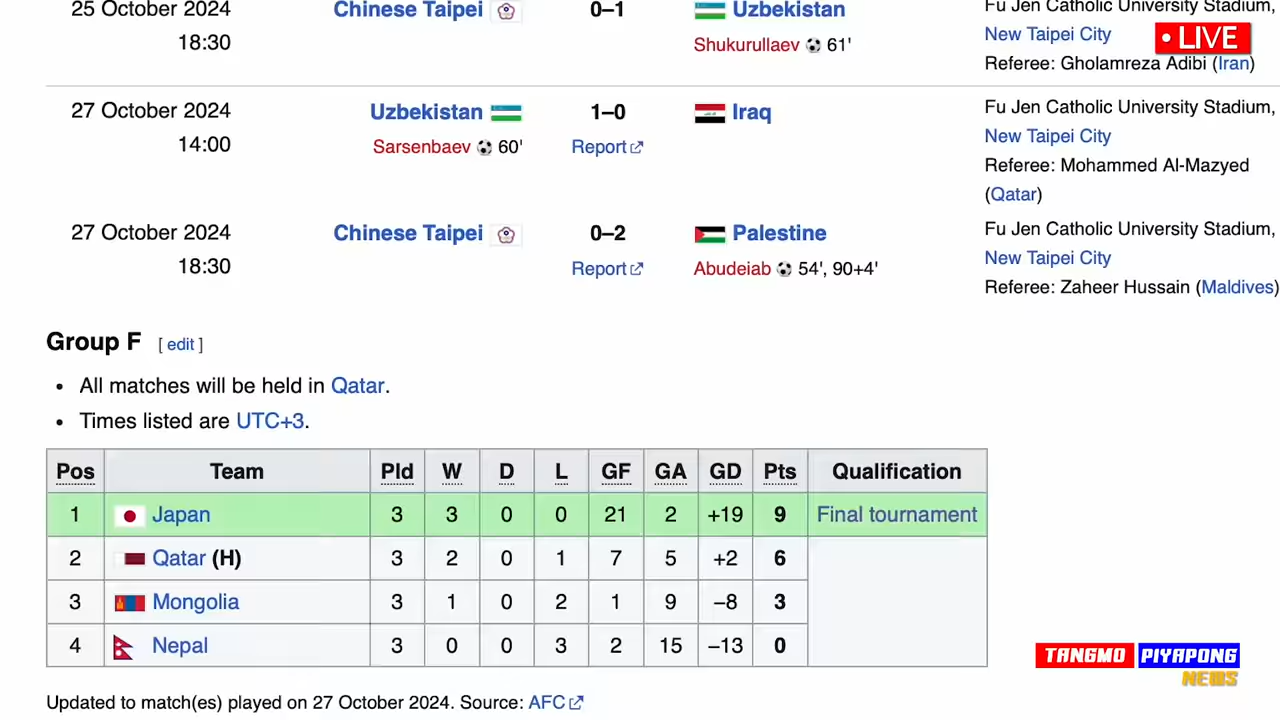 25 October 2024 Chinese Taipei 0–1 Uzbekistan Fu Jen Catholic University Stadium,
18:30 Shukurullaev 61' New Taipei City
Referee: Gholamreza Adibi (Iran)
• LIVE
27 October 2024 Uzbekistan 1–0 Iraq Fu Jen Catholic University Stadium,
14:00 Sarsenbaev 60' Report New Taipei City
Referee: Mohammed Al-Mazyed
(Qatar)
27 October 2024 Chinese Taipei 0–2 Palestine Fu Jen Catholic University Stadium,
18:30 Report Abudeiab 54', 90+4' New Taipei City
Referee: Zaheer Hussain (Maldives)
Group F [ edit ]
• All matches will be held in Qatar.
• Times listed are UTC+3.
Pos Team Pld W D L GF GA GD Pts Qualification
1 Japan 3 3 0 0 21 2 +19 9 Final tournament
2 Qatar (H) 3 2 0 1 7 5 +2 6
3 Mongolia 3 1 0 2 1 9 −8 3
4 Nepal 3 0 0 3 2 15 −13 0
TANGMO PIYAPONG
NEWS
Updated to match(es) played on 27 October 2024. Source: AFC